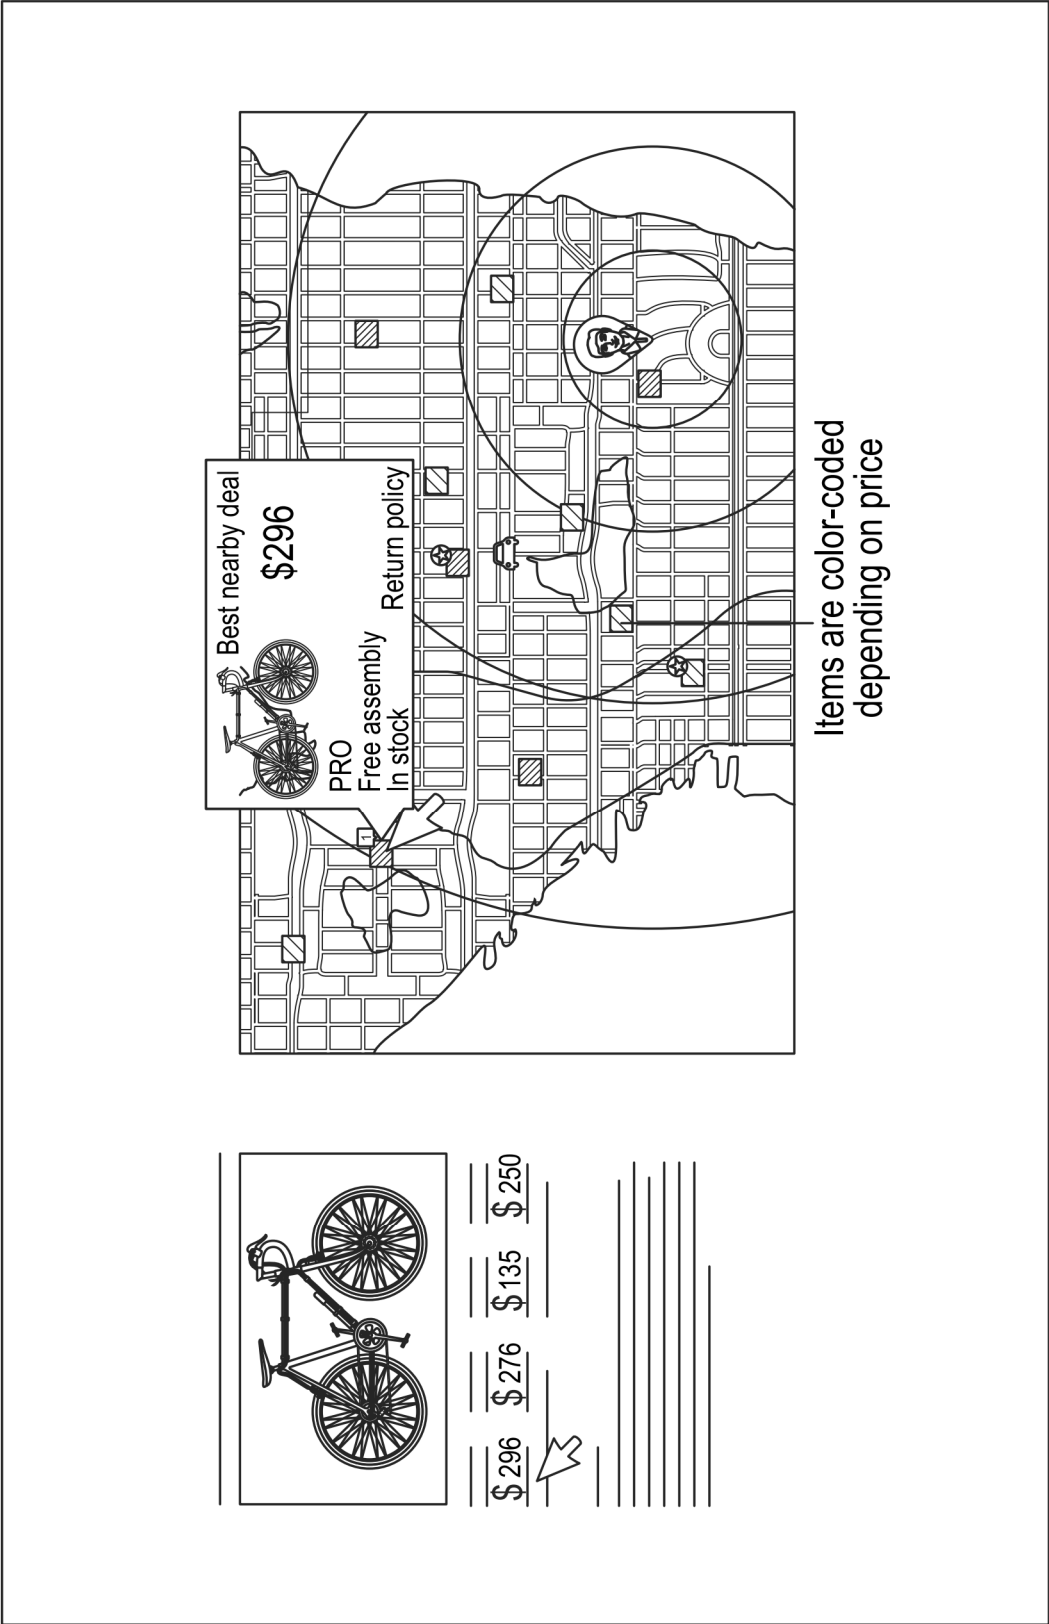 $ 296 $ 276 $ 135 $ 250
Best nearby deal
$296
PRO
Free assembly
In stock
Return policy
1
Items are color-coded
depending on price